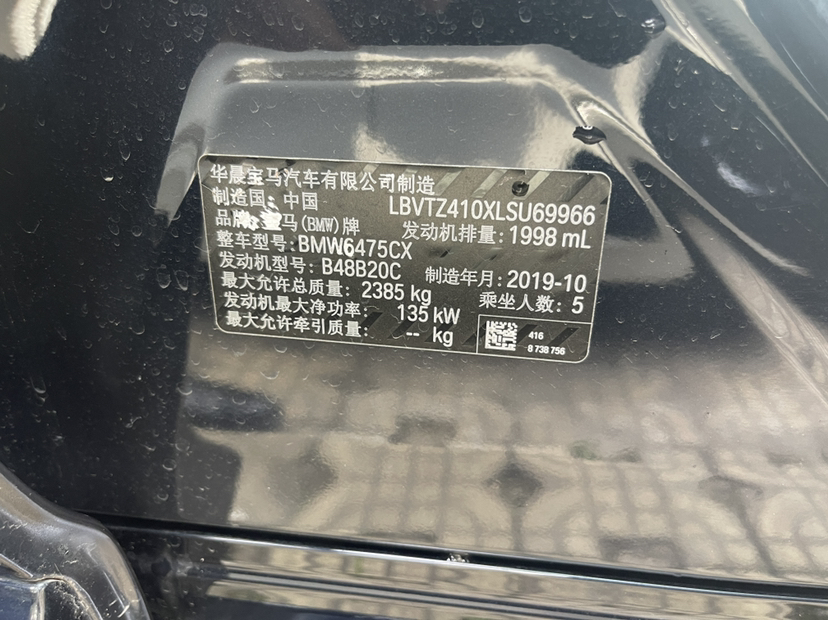 华晨宝马汽车有限公司制造
制造国：中国 LBVTZ410XLSU69966
品牌：宝马(BMW)牌 发动机排量：1998 mL
整车型号：BMW6475CX
发动机型号：B48B20C 制造年月：2019-10
最大允许总质量：2385 kg 乘坐人数：5
发动机最大净功率：135 kW
最大允许牵引质量：-- kg
416
8 738 756